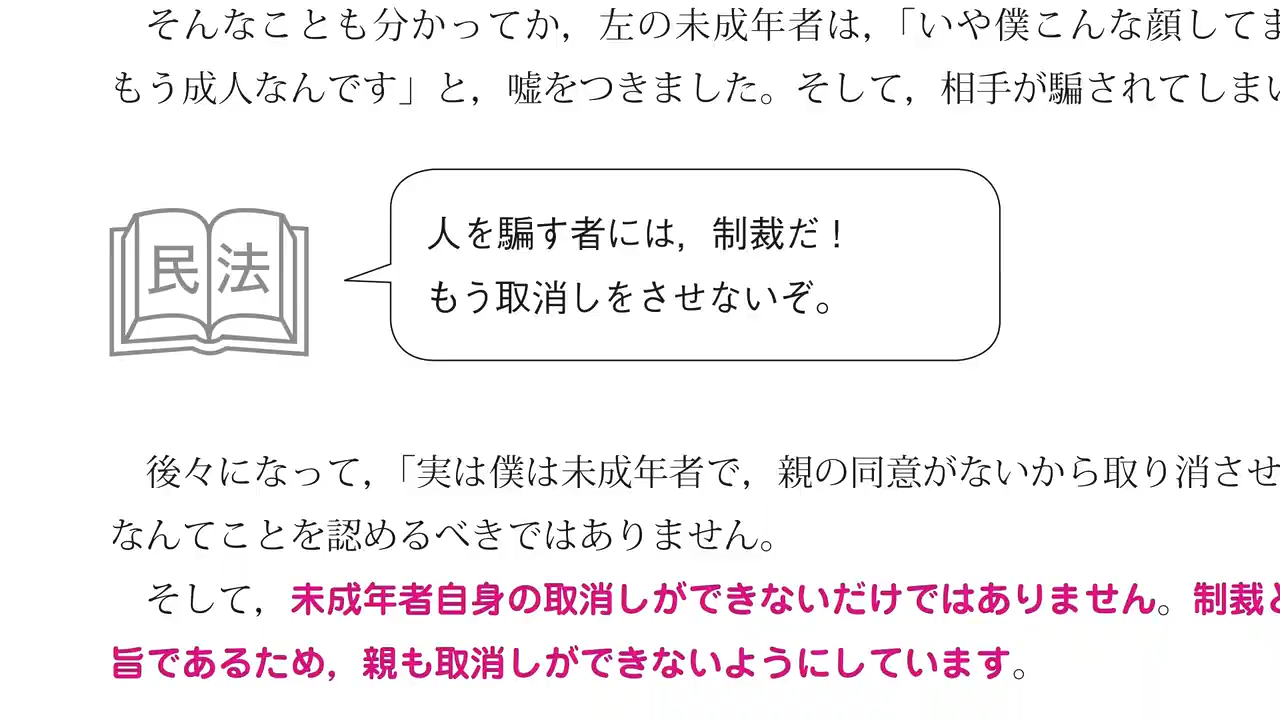 そんなことも分かってか，左の未成年者は，「いや僕こんな顔してま
もう成人なんです」と，嘘をつきました。そして，相手が騙されてしまい
人を騙す者には，制裁だ！
民法
もう取消しをさせないぞ。
後々になって，「実は僕は未成年者で，親の同意がないから取り消させ
なんてことを認めるべきではありません。
そして，未成年者自身の取消しができないだけではありません。制裁と
旨であるため，親も取消しができないようにしています。